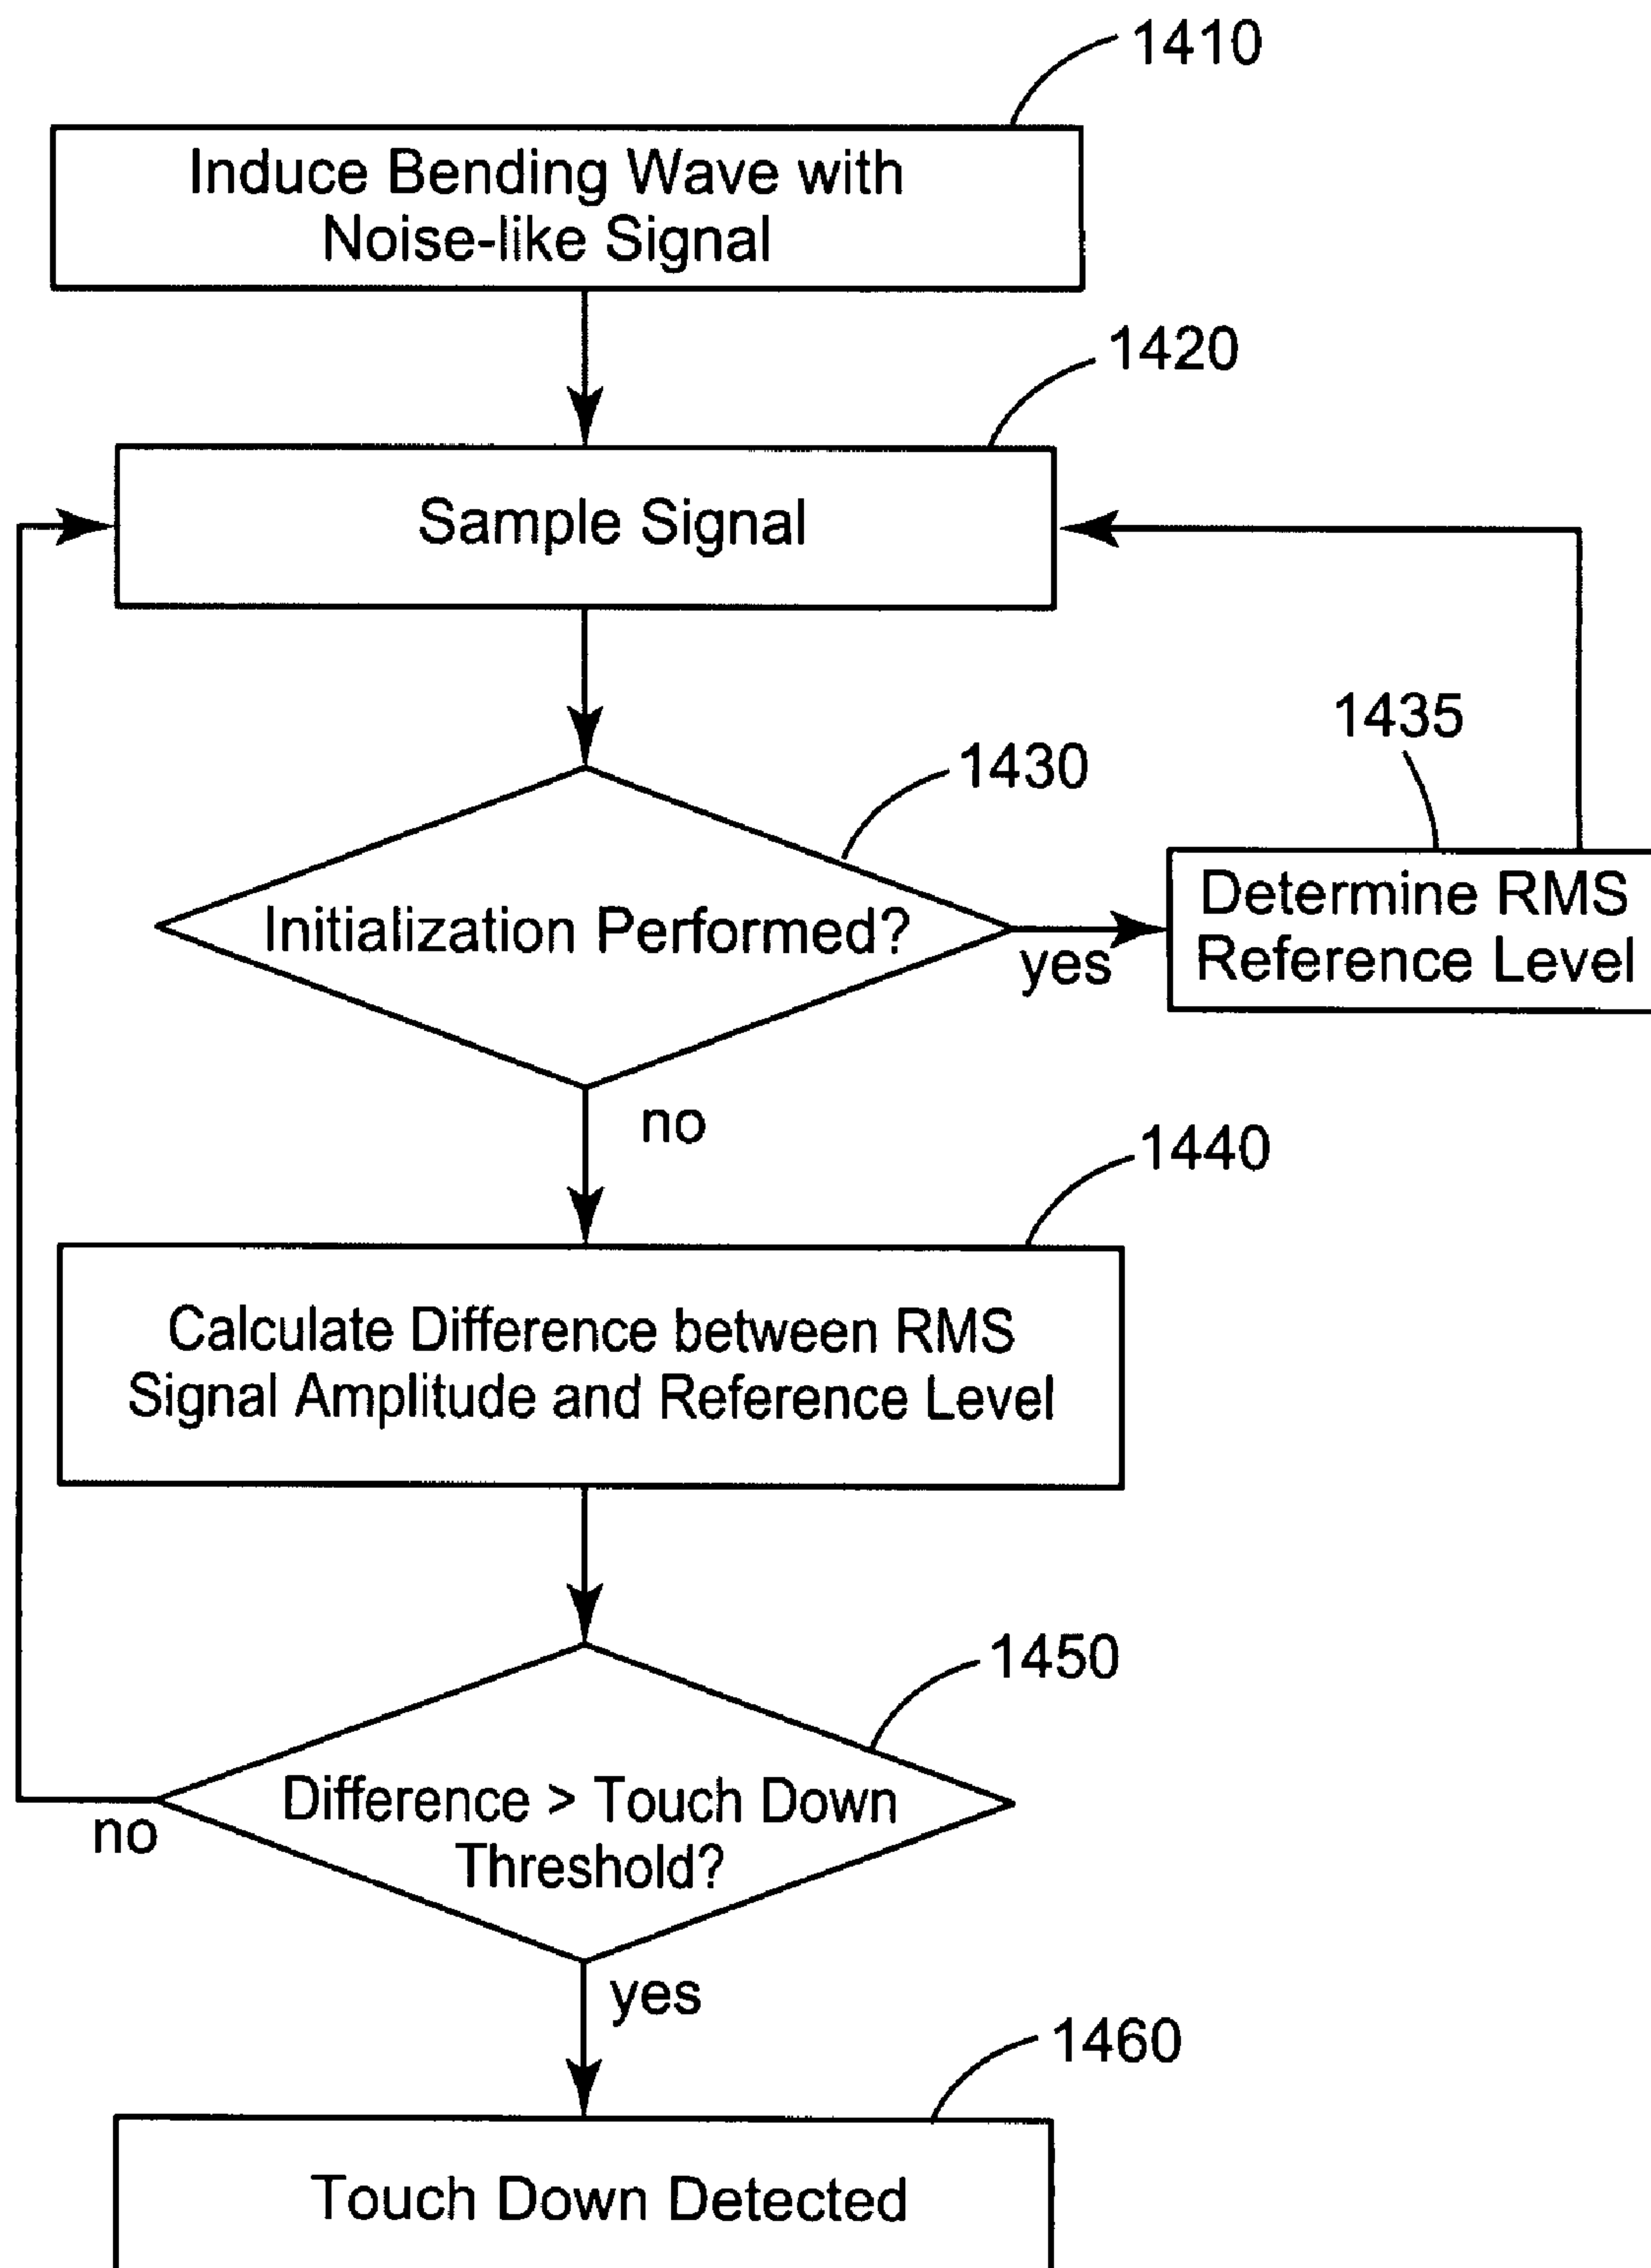 1410
Induce Bending Wave with
Noise-like Signal
1420
Sample Signal
1430
Initialization Performed?
yes
1435
Determine RMS
Reference Level
no
1440
Calculate Difference between RMS
Signal Amplitude and Reference Level
1450
Difference > Touch Down
Threshold?
no
yes
1460
Touch Down Detected